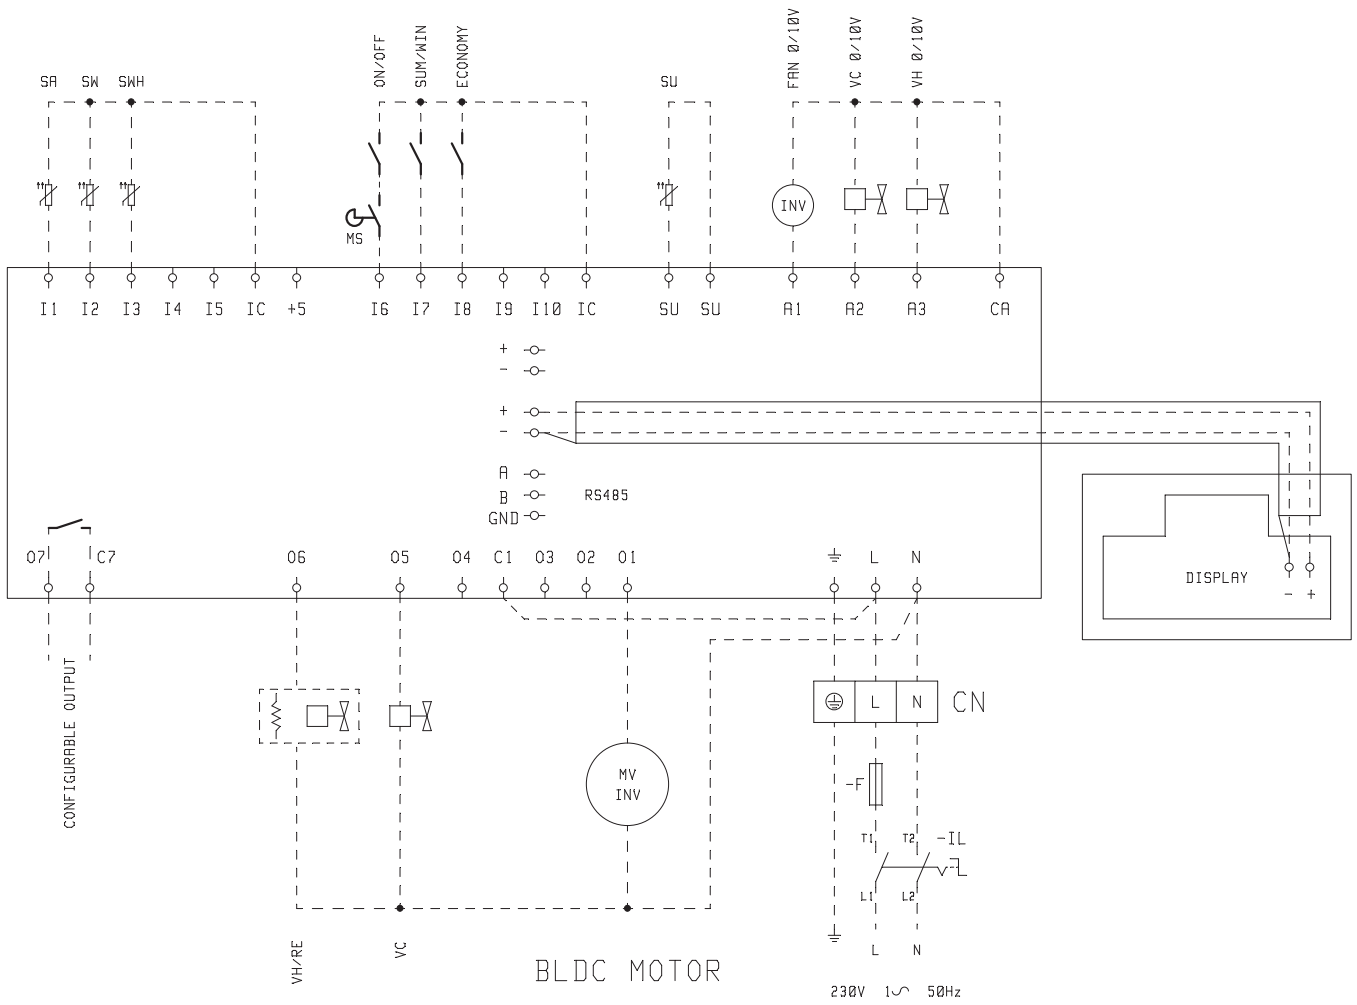 ON/OFF
SUM/WIN
ECONOMY
FAN 0/10V
VC 0/10V
VH 0/10V
SA SW SWH SU
INV
MS
I1 I2 I3 I4 I5 IC +5 I6 I7 I8 I9 I10 IC SU SU A1 A2 A3 CA
+
-
+
-
A
B RS485
GND
O7 C7 O6 O5 O4 C1 O3 O2 O1 L N
DISPLAY
- +
CONFIGURABLE OUTPUT
L N CN
MV
INV
-F
T1 T2 -IL
L1 L2
VH/RE
VC
L N
BLDC MOTOR
230V 1~ 50Hz